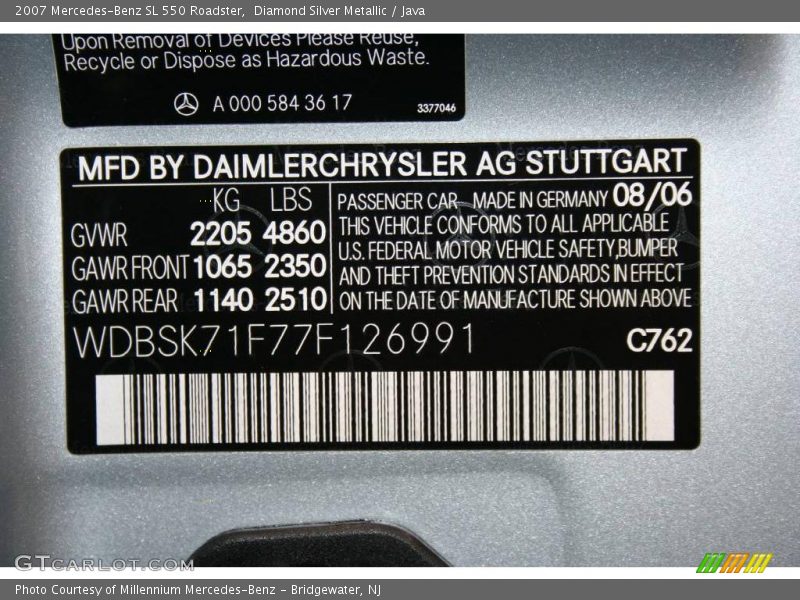 2007 Mercedes-Benz SL 550 Roadster,  Diamond Silver Metallic / Java
Upon Removal of Devices Please Reuse,
Recycle or Dispose as Hazardous Waste.
A 000 584 36 17
3377046
MFD BY DAIMLERCHRYSLER AG STUTTGART
KG LBS
GVWR 2205 4860
GAWR FRONT 1065 2350
GAWR REAR 1140 2510
PASSENGER CAR MADE IN GERMANY 08/06
THIS VEHICLE CONFORMS TO ALL APPLICABLE
U.S. FEDERAL MOTOR VEHICLE SAFETY,BUMPER
AND THEFT PREVENTION STANDARDS IN EFFECT
ON THE DATE OF MANUFACTURE SHOWN ABOVE
WDBSK71F77F126991
C762
GTCARLOT.COM
Photo Courtesy of Millennium Mercedes-Benz - Bridgewater, NJ